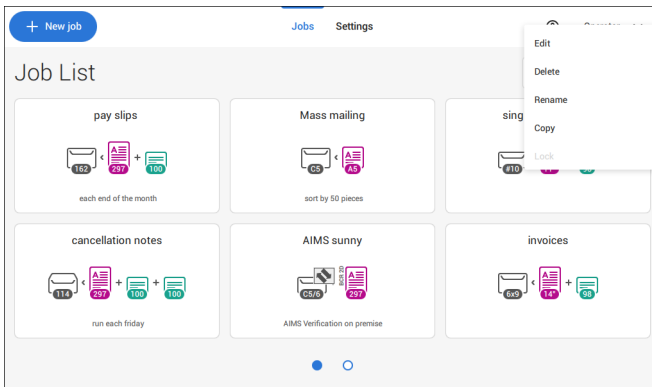 New job
Jobs
Settings
Edit
Delete
Rename
Copy
Lock
Job List
pay slips
162
297
100
each end of the month
Mass mailing
C5
A5
sort by 50 pieces
#10
cancellation notes
114
297
100
100
run each friday
AIMS sunny
C5/6
BCR 2D
297
AIMS Verification on premise
invoices
6x9
14"
98